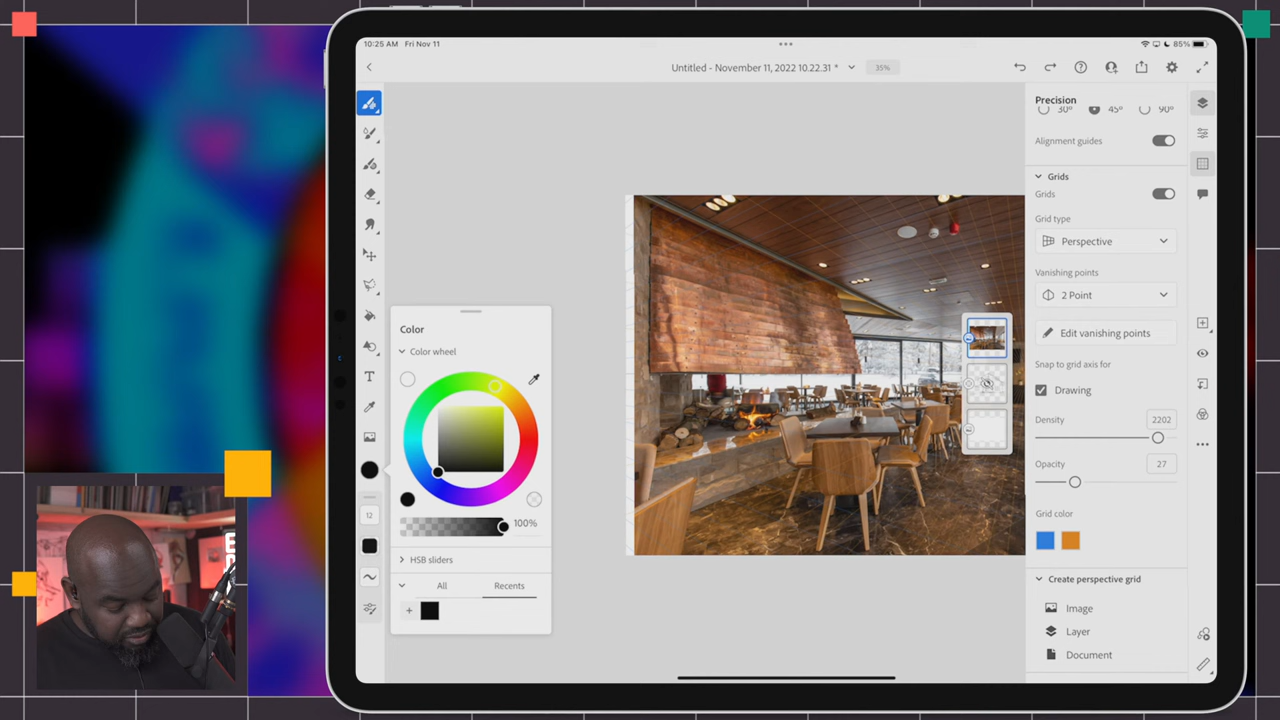 10:25 AM Fri Nov 11
85%
Untitled - November 11, 2022 10.22.31 *
35%
Precision
30º 45º 90º
Alignment guides
Grids
Grids
Grid type
Perspective
Vanishing points
2 Point
Edit vanishing points
Snap to grid axis for
Drawing
Density 2202
Opacity 27
Grid color
Create perspective grid
Image
Layer
Document
T
12
Color
Color wheel
100%
HSB sliders
All Recents
+